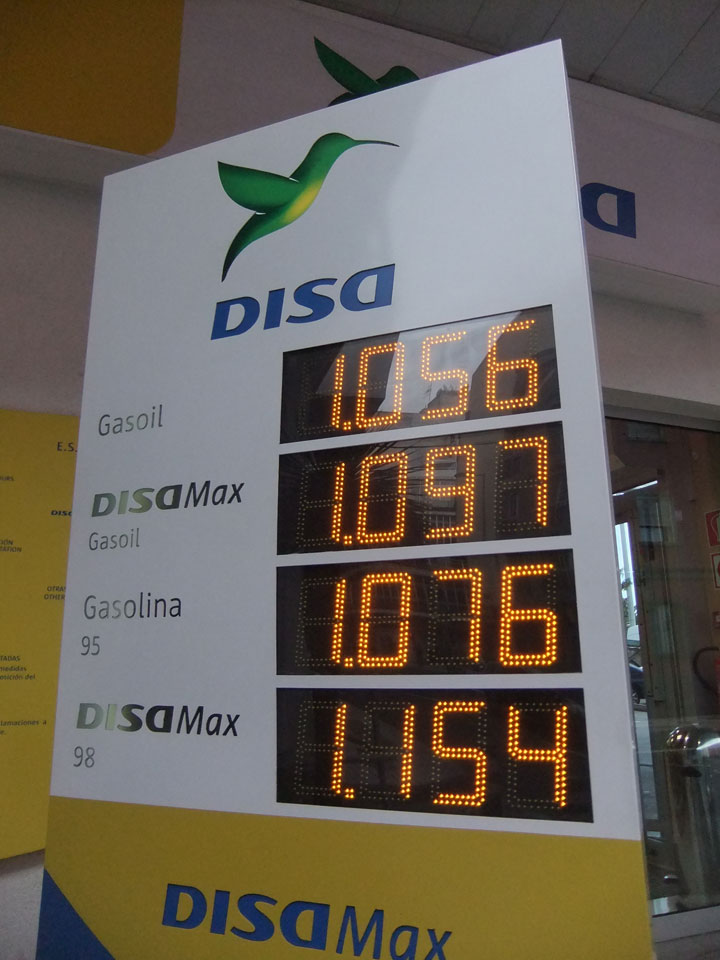 DISA
Gasoil 1.056
DISAMax 1.097
Gasoil
Gasolina 1.076
95
DISAMax 1.154
98
DISAMax
E.S.